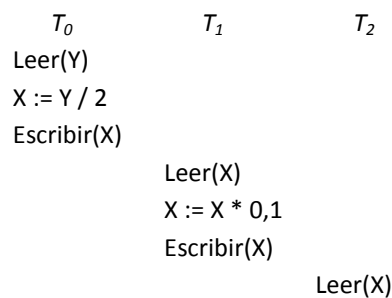 T0 T1 T2
Leer(Y)
X := Y / 2
Escribir(X)
Leer(X)
X := X * 0,1
Escribir(X)
Leer(X)